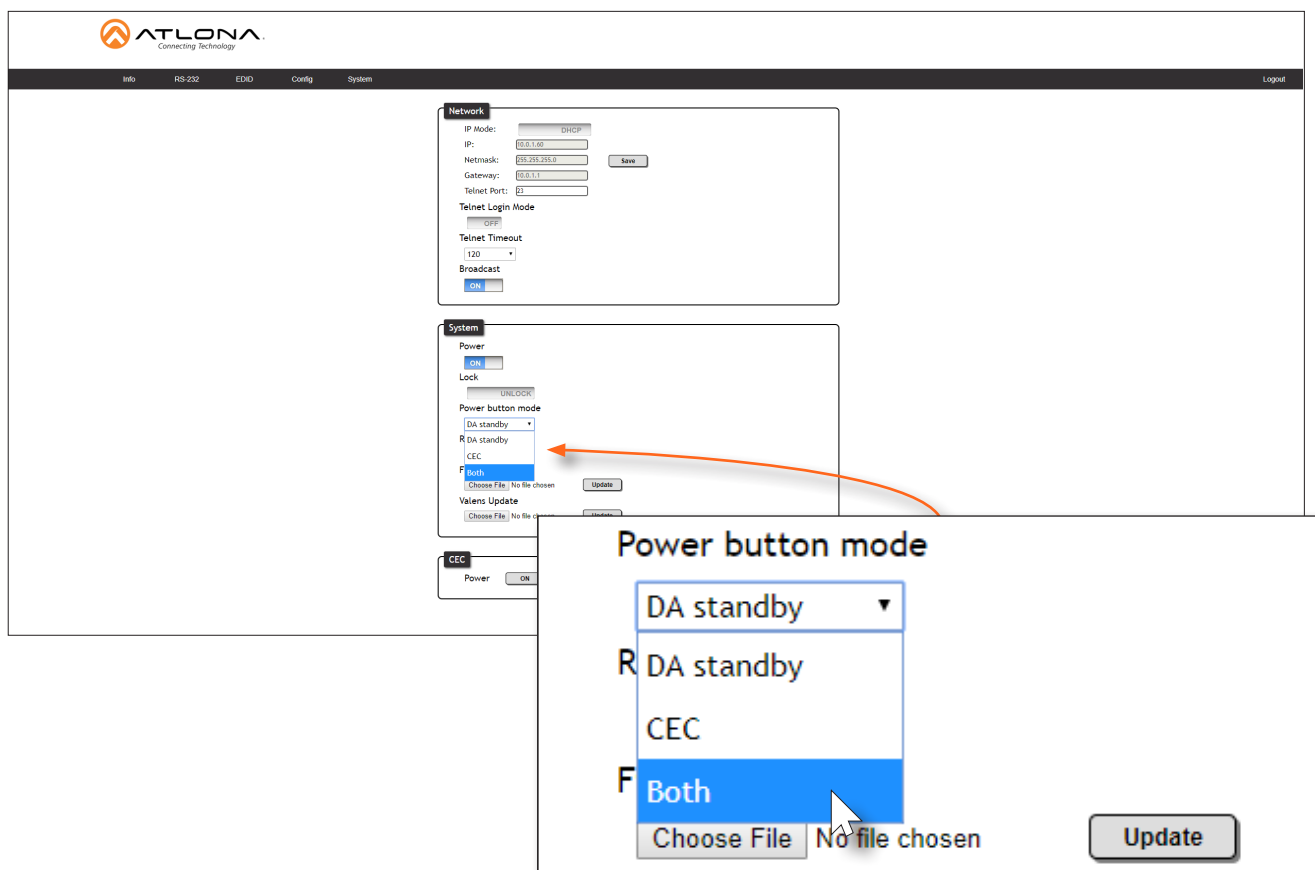 ATLONA.
Connecting Technology
Info RS-232 EDID Config System Logout
Network
IP Mode: DHCP
IP: 10.0.1.60
Netmask: 255.255.255.0 Save
Gateway: 10.0.1.1
Telnet Port: 23
Telnet Login Mode
OFF
Telnet Timeout
120
Broadcast
ON
System
Power
ON
Lock
UNLOCK
Power button mode
DA standby
R DA standby
CEC
F Both
Choose File No file chosen Update
Valens Update
Choose File No file chosen Update
CEC
Power ON
Power button mode
DA standby
R DA standby
CEC
F Both
Choose File No file chosen Update